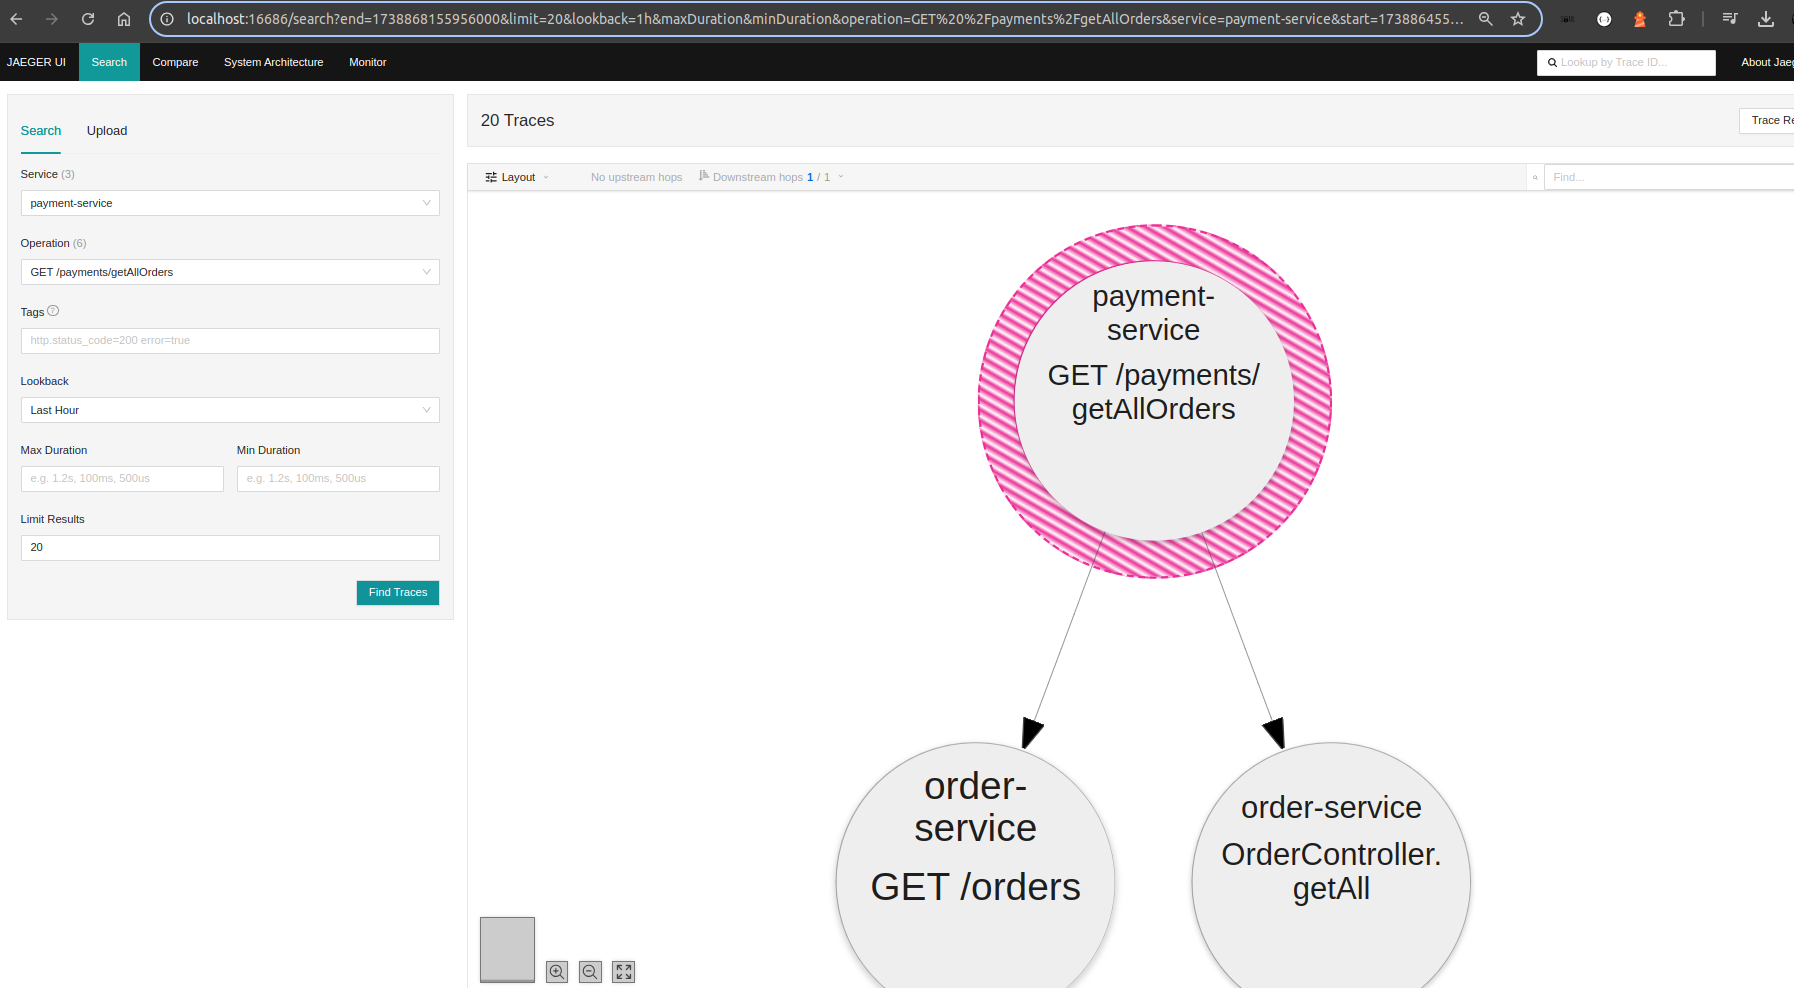 localhost:16686/search?end=1738868155956000&limit=20&lookback=1h&maxDuration&minDuration&operation=GET%20%2Fpayments%2FgetAllOrders&service=payment-service&start=173886455...
JAEGER UI Search Compare System Architecture Monitor Lookup by Trace ID... About Jaeg
Search Upload
20 Traces
Trace Re
Layout No upstream hops Downstream hops 1 / 1 Find...
Service (3)
payment-service
Operation (6)
GET /payments/getAllOrders
Tags ?
http.status_code=200 error=true
Lookback
Last Hour
Max Duration Min Duration
e.g. 1.2s, 100ms, 500us e.g. 1.2s, 100ms, 500us
Limit Results
20
Find Traces
payment-
service
GET /payments/
getAllOrders
order-
service
GET /orders
order-service
OrderController.
getAll